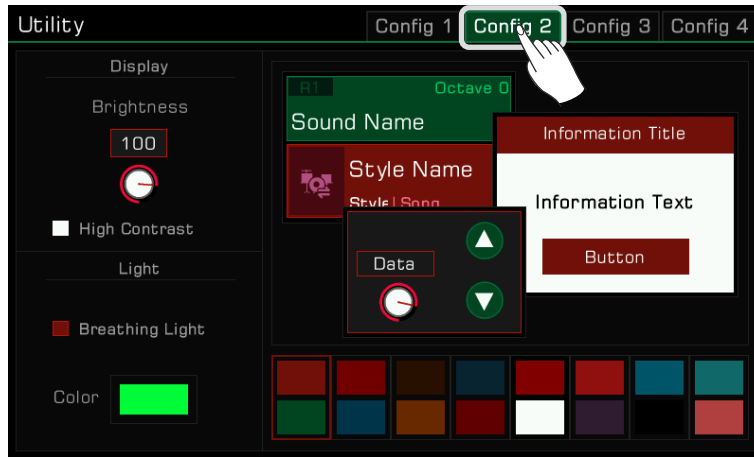 Utility
Config 1
Config 2
Config 3
Config 4
Display
Brightness
100
High Contrast
Light
Breathing Light
Color
R1
Octave 0
Sound Name
Style Name
Style | Song
Information Title
Information Text
Button
Data